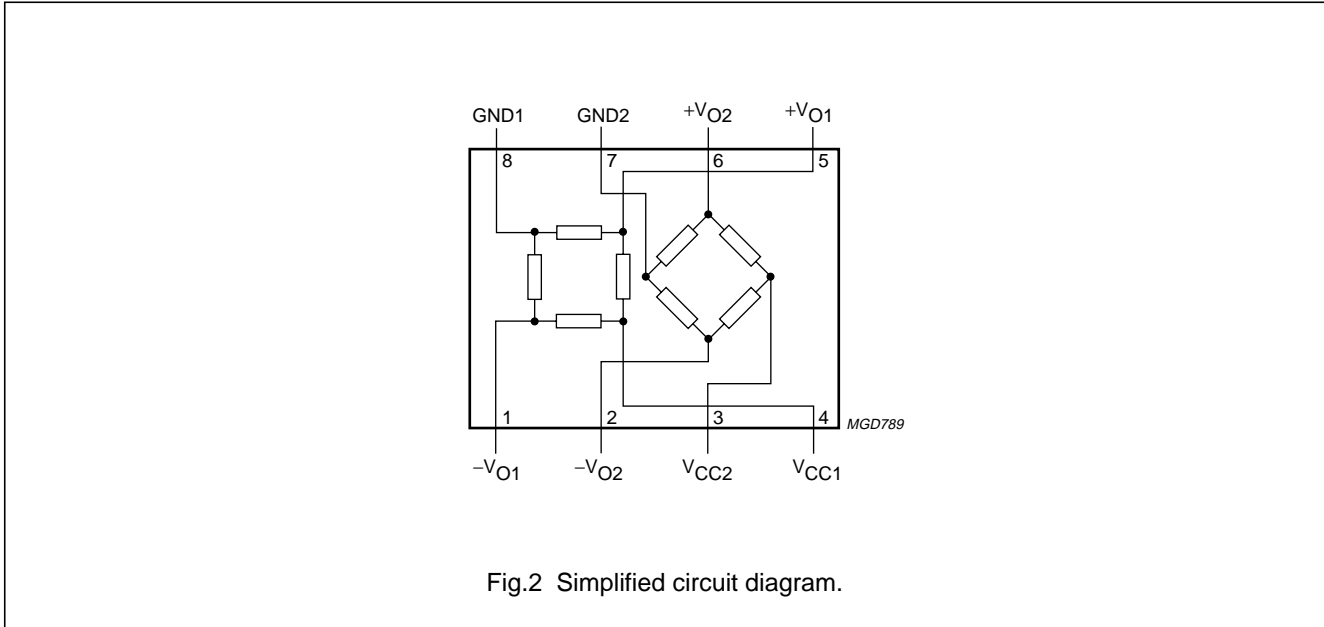 GND1 GND2 +VO2 +VO1
8 7 6 5
1 2 3 4
MGD789
−VO1 −VO2 VCC2 VCC1
Fig.2 Simplified circuit diagram.